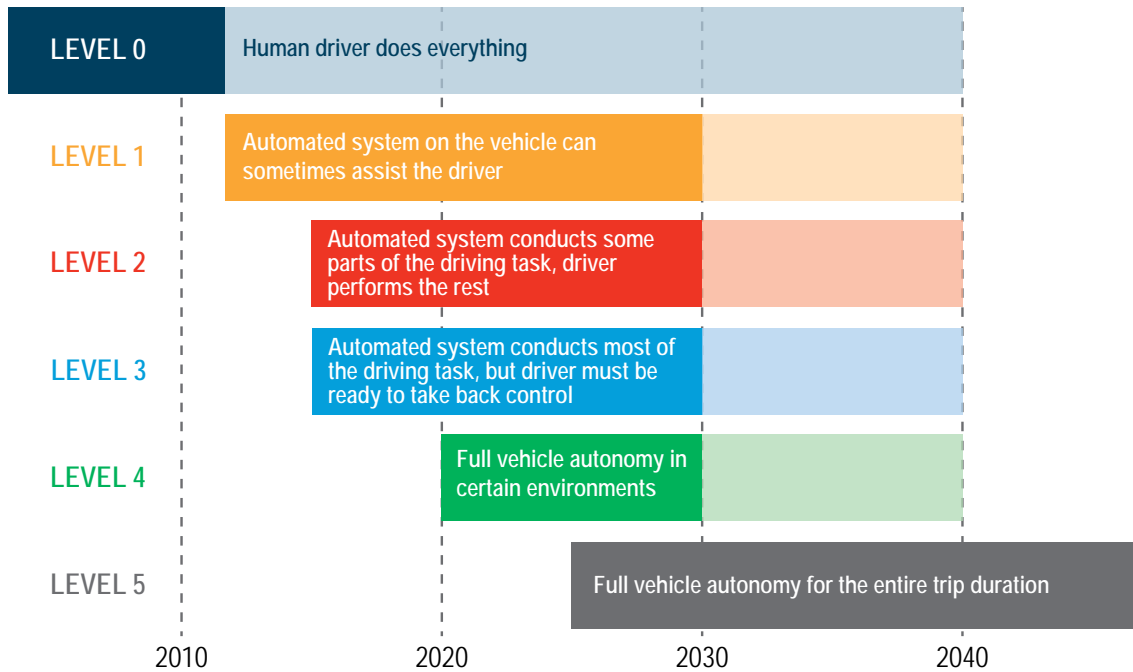 LEVEL 0
Human driver does everything
LEVEL 1
Automated system on the vehicle can
sometimes assist the driver
LEVEL 2
Automated system conducts some
parts of the driving task, driver
performs the rest
LEVEL 3
Automated system conducts most of
the driving task, but driver must be
ready to take back control
LEVEL 4
Full vehicle autonomy in
certain environments
LEVEL 5
Full vehicle autonomy for the entire trip duration
2010 2020 2030 2040